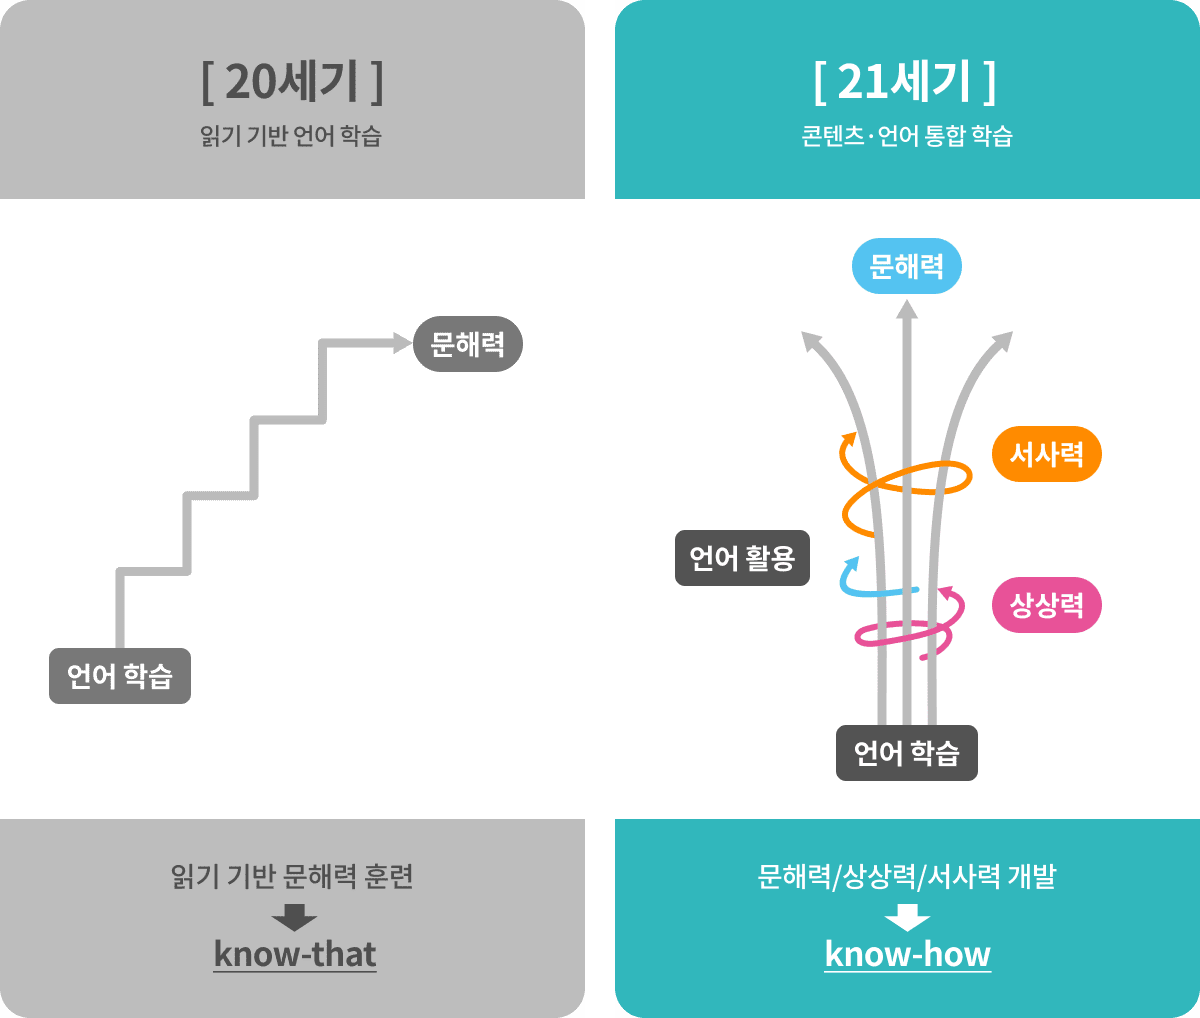 [ 20세기 ]
읽기 기반 언어 학습
문해력
언어 학습
읽기 기반 문해력 훈련
know-that
[ 21세기 ]
콘텐츠·언어 통합 학습
문해력
서사력
언어 활용
상상력
언어 학습
문해력/상상력/서사력 개발
know-how